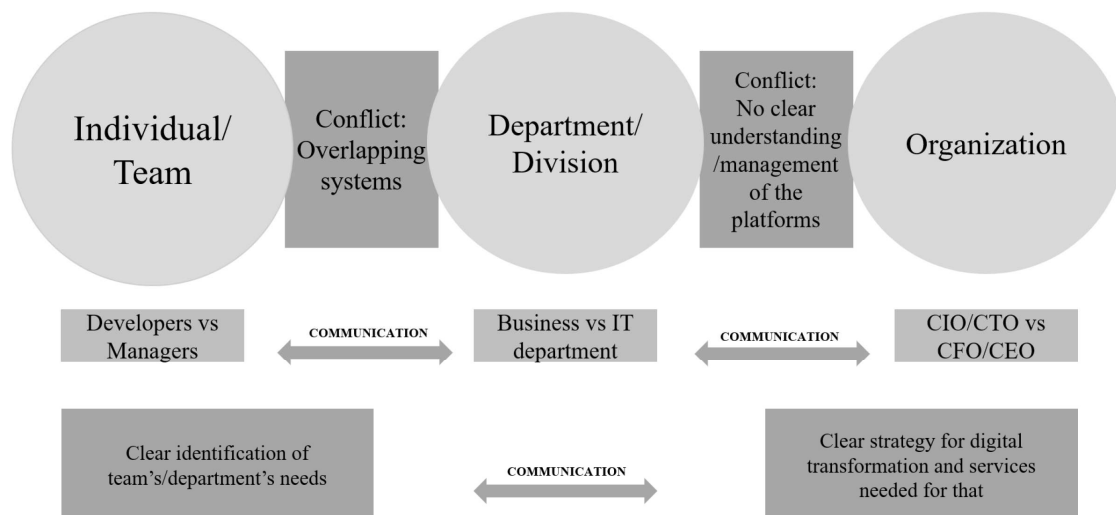 Individual/
Team
Conflict:
Overlapping
systems
Department/
Division
Conflict:
No clear
understanding
/management
of the
platforms
Organization
Developers vs
Managers
COMMUNICATION
Business vs IT
department
COMMUNICATION
CIO/CTO vs
CFO/CEO
Clear identification of
team’s/department’s needs
COMMUNICATION
Clear strategy for digital
transformation and services
needed for that